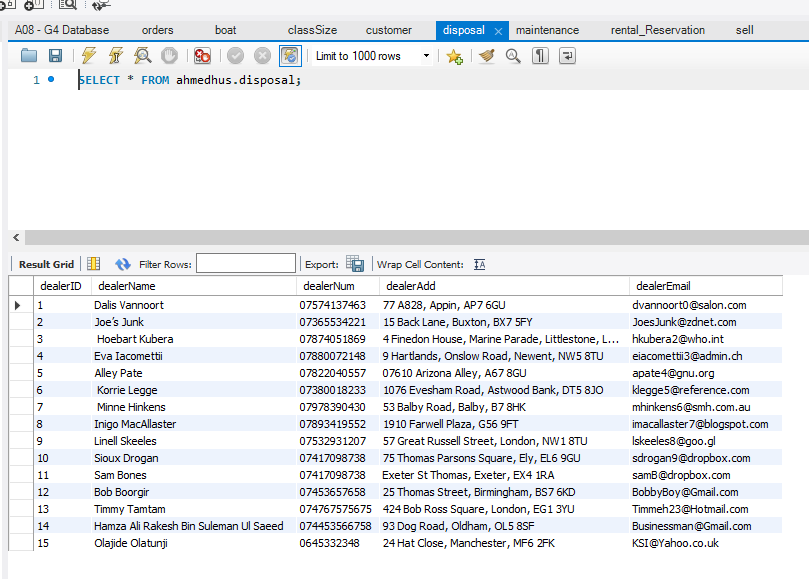 A08 - G4 Database orders boat classSize customer disposal maintenance rental_Reservation sell
Limit to 1000 rows
1 SELECT * FROM ahmedhus.disposal;
Result Grid Filter Rows: Export: Wrap Cell Content:
dealerID dealerName dealerNum dealerAdd dealerEmail
1 Dalis Vannoort 07574137463 77 A828, Appin, AP7 6GU dvannoort0@salon.com
2 Joe's Junk 07365534221 15 Back Lane, Buxton, BX7 5FY JoesJunk@zdnet.com
3 Hoebart Kubera 07874051869 4 Finedon House, Marine Parade, Littlestone, L... hkubera2@who.int
4 Eva Iacomettii 07880072148 9 Hartlands, Onslow Road, Newent, NW5 8TU eiacomettii3@admin.ch
5 Alley Pate 07822040557 07610 Arizona Alley, A67 8GU apate4@gnu.org
6 Korrie Legge 07380018233 1076 Evesham Road, Astwood Bank, DT5 8JO klegge5@reference.com
7 Minne Hinkens 07978390430 53 Balby Road, Balby, B7 8HK mhinkens6@smh.com.au
8 Inigo MacAllaster 07893419552 1910 Farwell Plaza, G56 9FT imacallaster7@blogspot.com
9 Linell Skeeles 07532931207 57 Great Russell Street, London, NW1 8TU lskeeles8@goo.gl
10 Sioux Drogan 07417098738 75 Thomas Parsons Square, Ely, EL6 9GU sdrogan9@dropbox.com
11 Sam Bones 07417098738 Exeter St Thomas, Exeter, EX4 1RA samB@dropbox.com
12 Bob Boorgir 07453657658 25 Thomas Street, Birmingham, BS7 6KD BobbyBoy@Gmail.com
13 Timmy Tamtam 074767575675 424 Bob Ross Square, London, EG1 3YU Timmeh23@Hotmail.com
14 Hamza Ali Rakesh Bin Suleman Ul Saeed 074453566758 93 Dog Road, Oldham, OL5 8SF Businessman@Gmail.com
15 Olajide Olatunji 0645332348 24 Hat Close, Manchester, MF6 2FK KSI@Yahoo.co.uk